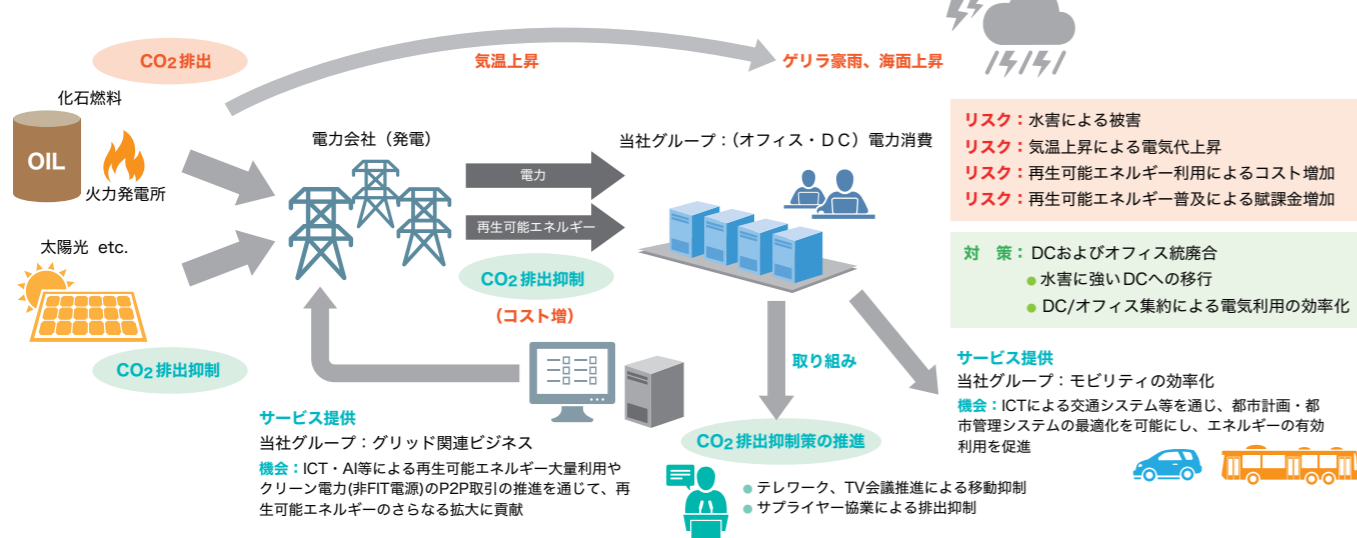 CO2排出
気温上昇
ゲリラ豪雨、海面上昇
化石燃料
OIL
火力発電所
電力会社（発電）
電力
再生可能エネルギー
CO2排出抑制
（コスト増）
当社グループ：（オフィス・ＤＣ）電力消費
リスク：水害による被害
リスク：気温上昇による電気代上昇
リスク：再生可能エネルギー利用によるコスト増加
リスク：再生可能エネルギー普及による賦課金増加
対　策：DCおよびオフィス統廃合
● 水害に強いDCへの移行
● DC/オフィス集約による電気利用の効率化
太陽光 etc.
CO2排出抑制
サービス提供
当社グループ：グリッド関連ビジネス
機会：ICT・AI等による再生可能エネルギー大量利用や
クリーン電力(非FIT電源)のP2P取引の推進を通じて、再
生可能エネルギーのさらなる拡大に貢献
取り組み
CO2排出抑制策の推進
● テレワーク、TV会議推進による移動抑制
● サプライヤー協業による排出抑制
サービス提供
当社グループ：モビリティの効率化
機会：ICTによる交通システム等を通じ、都市計画・都
市管理システムの最適化を可能にし、エネルギーの有効
利用を促進